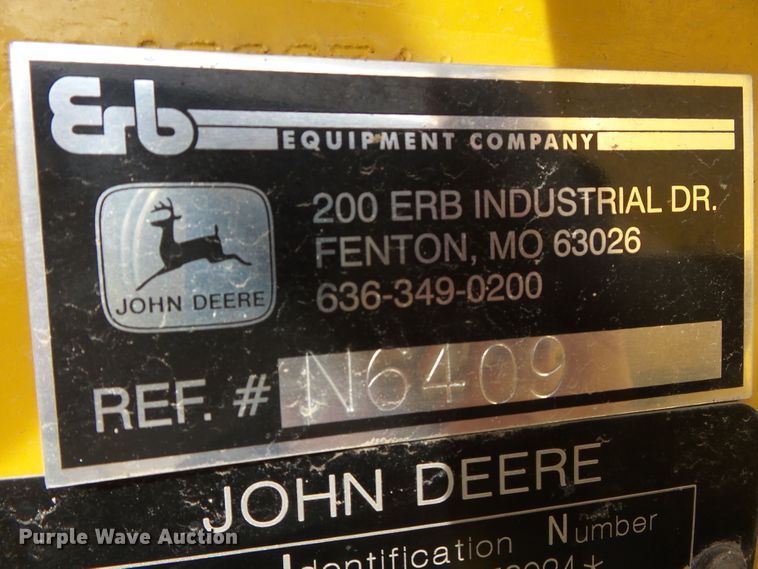 Erb
EQUIPMENT COMPANY
200 ERB INDUSTRIAL DR.
FENTON, MO 63026
636-349-0200
JOHN DEERE
REF. # N6409
JOHN DEERE
Identification Number
Purple Wave Auction